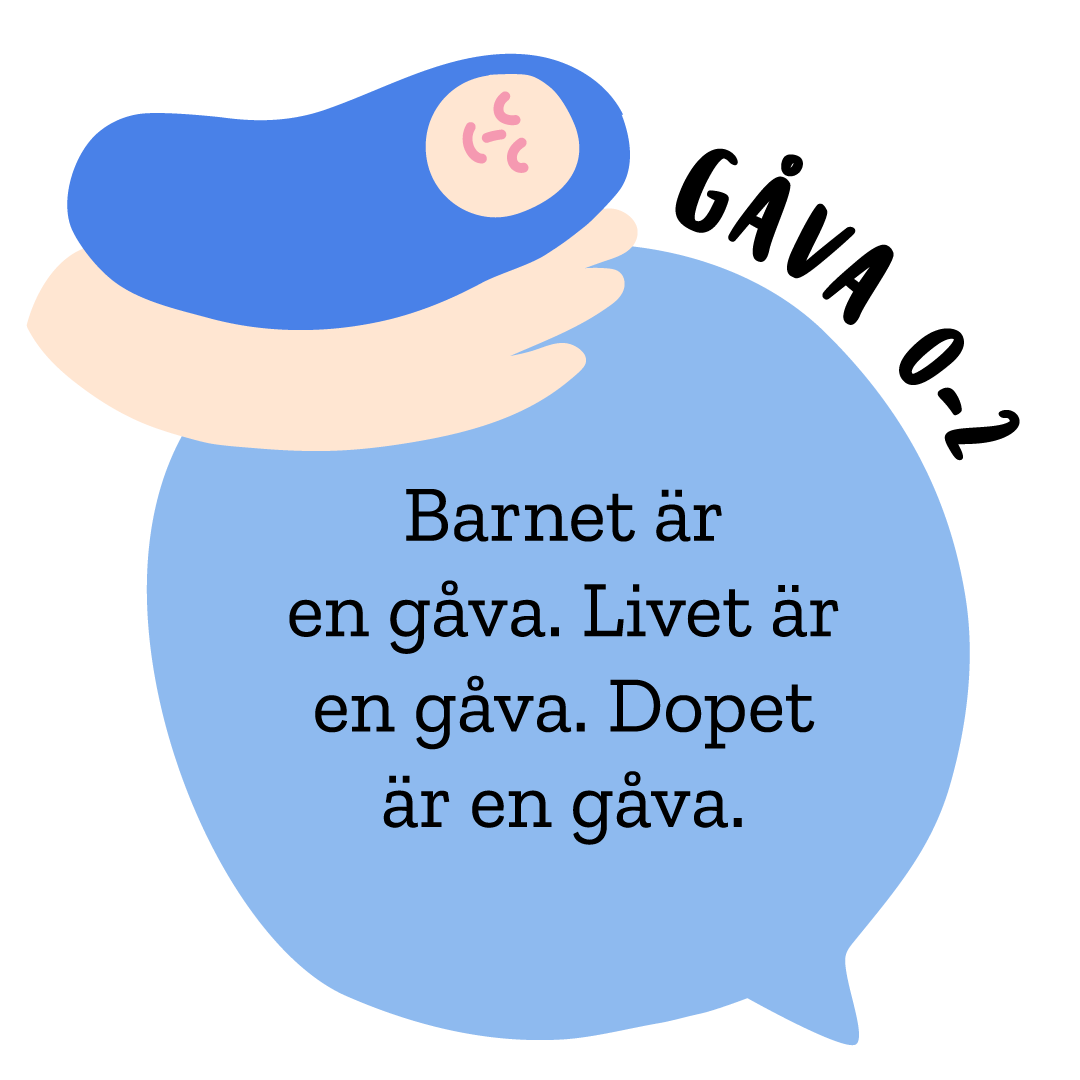 GÅVA 0-2
Barnet är
en gåva. Livet är
en gåva. Dopet
är en gåva.